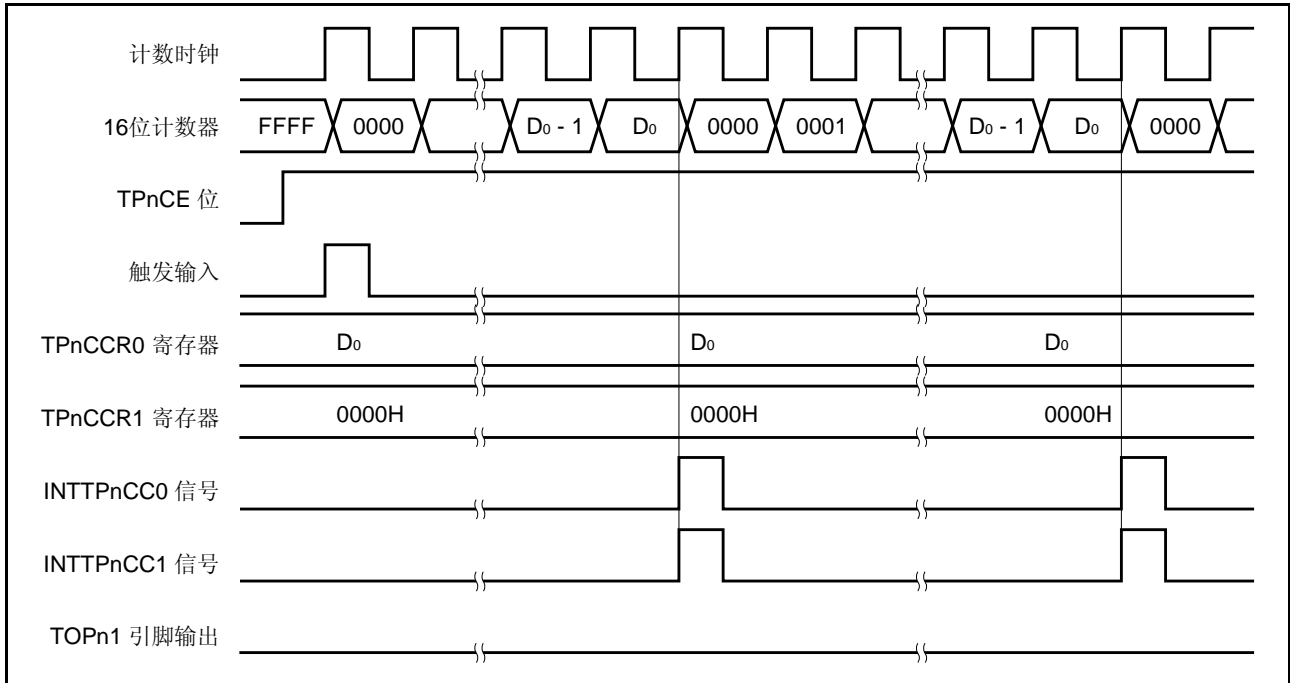 计数时钟
16位计数器 FFFF 0000 D0 - 1 D0 0000 0001 D0 - 1 D0 0000
TPnCE 位
触发输入
TPnCCR0 寄存器 D0 D0 D0
TPnCCR1 寄存器 0000H 0000H 0000H
INTTPnCC0 信号
INTTPnCC1 信号
TOPn1 引脚输出